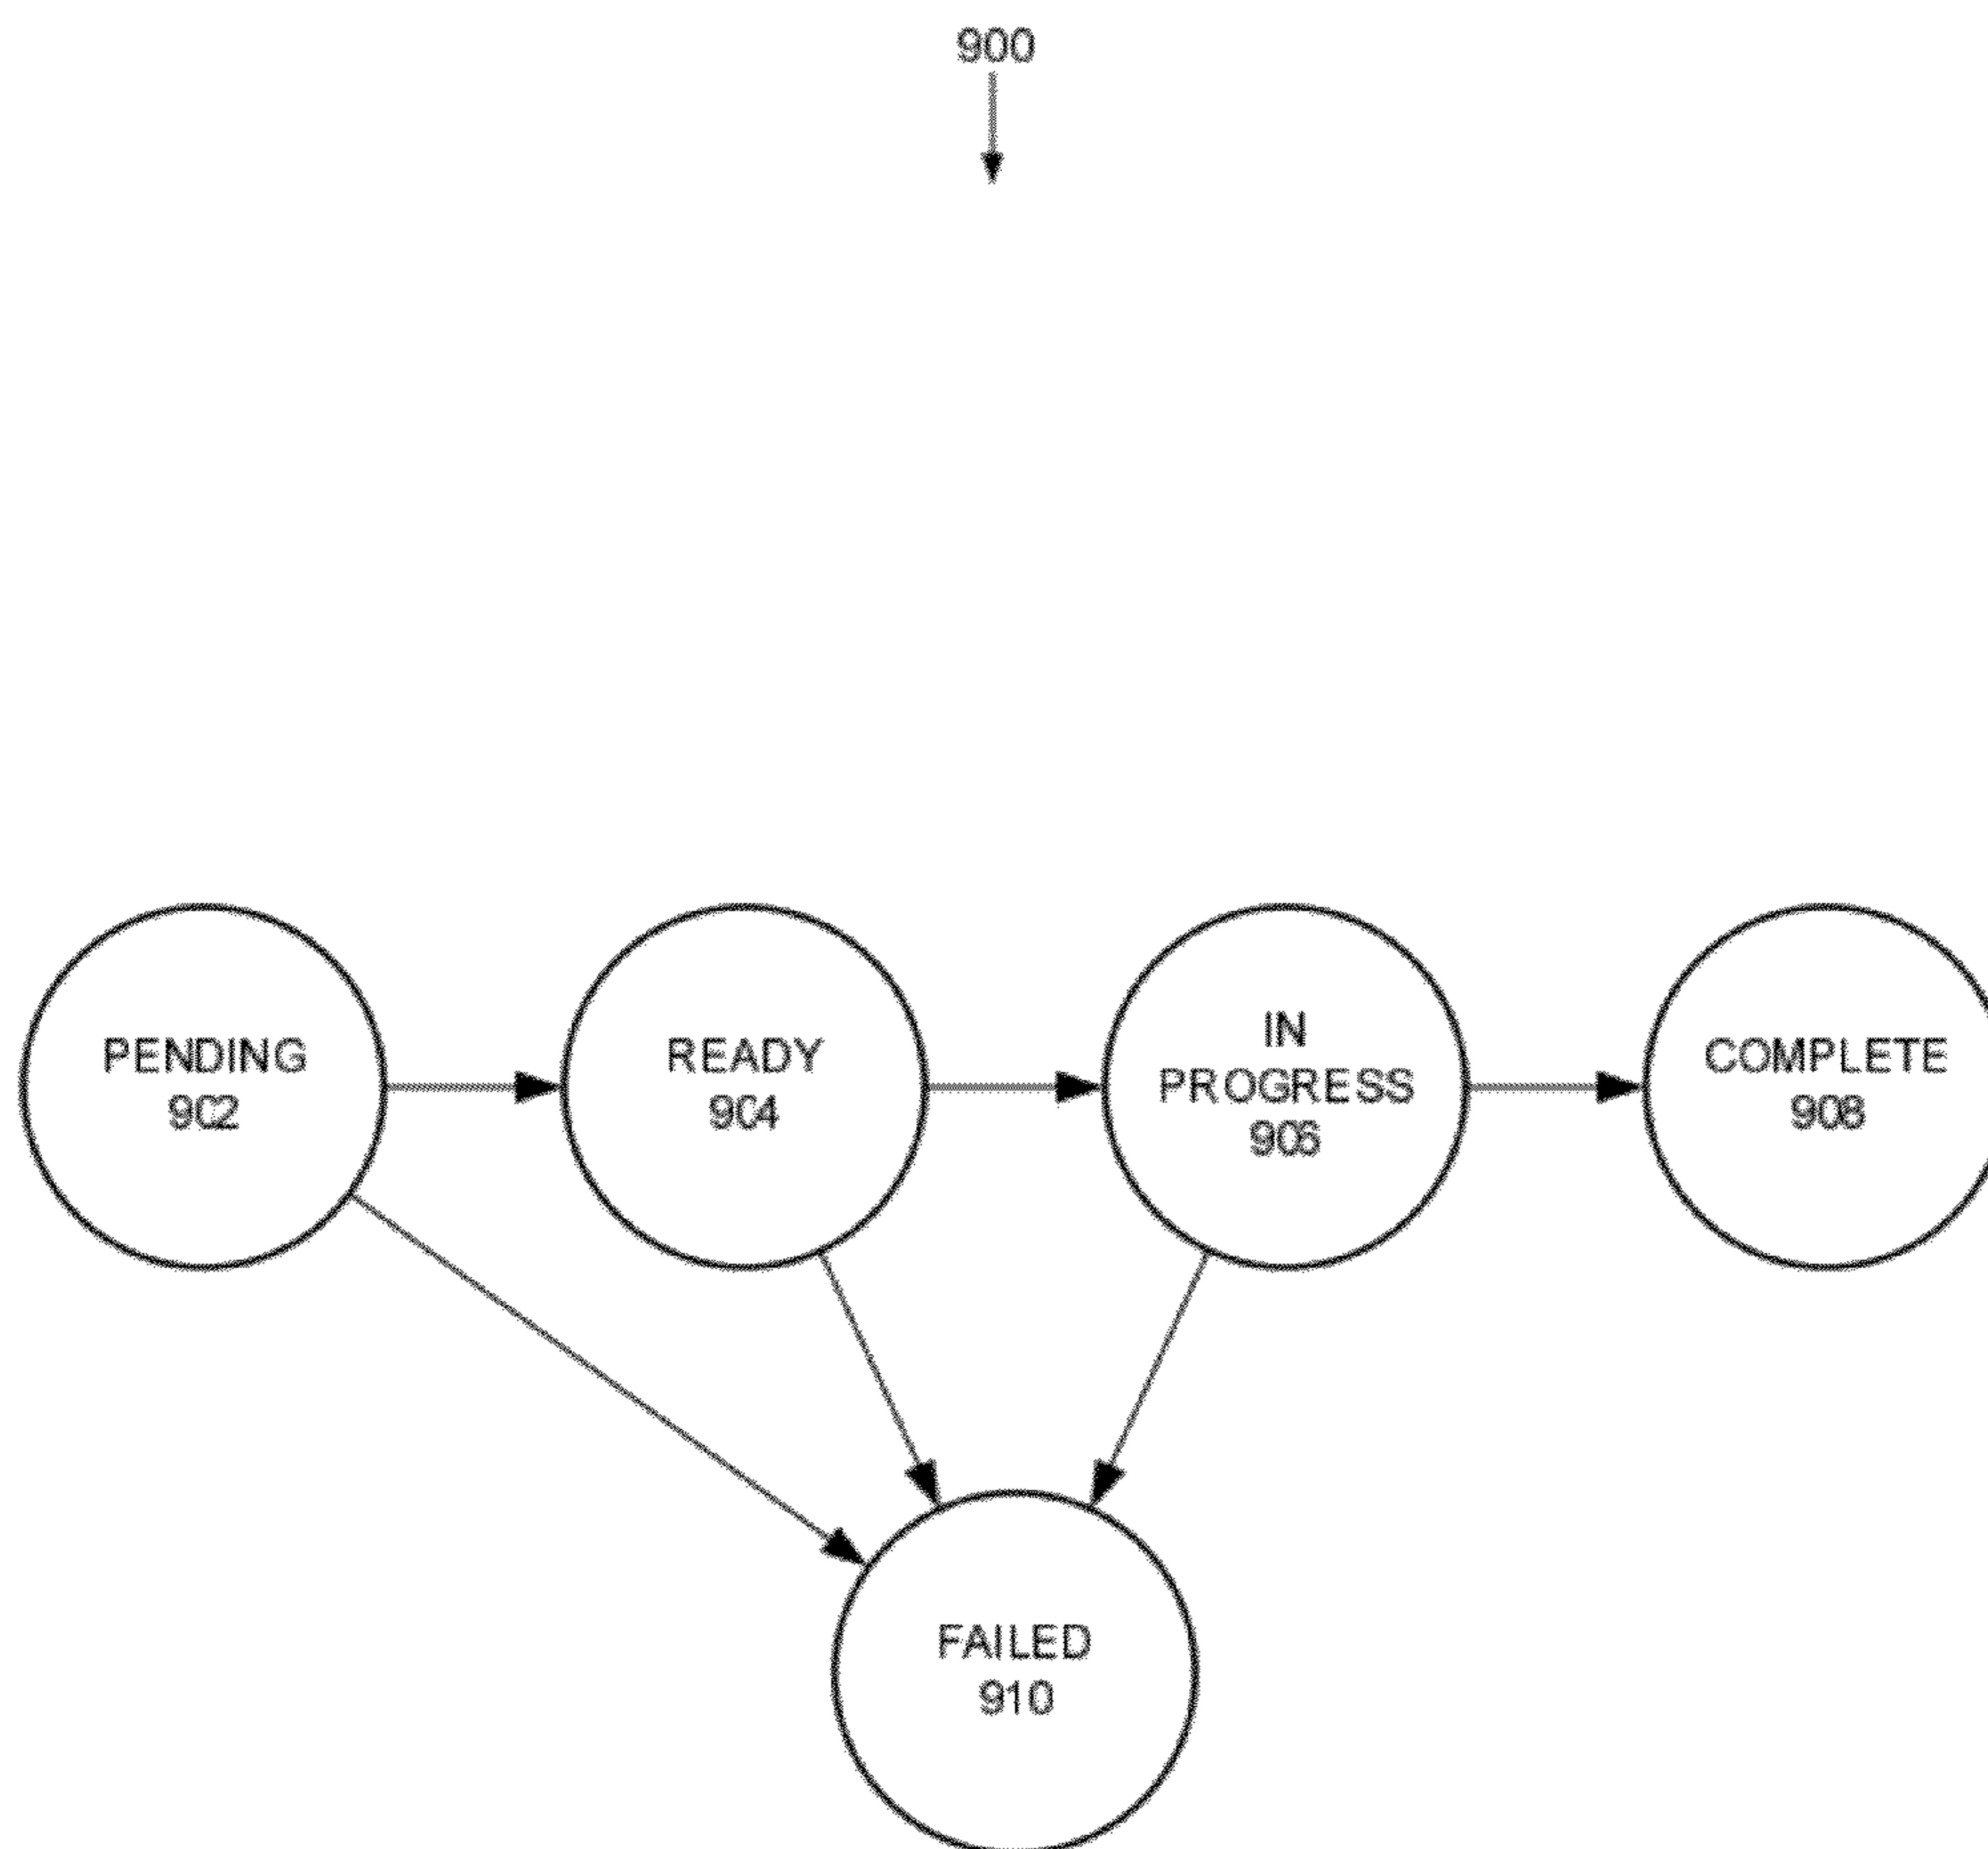 900
PENDING
902
READY
904
IN
PROGRESS
906
COMPLETE
908
FAILED
910